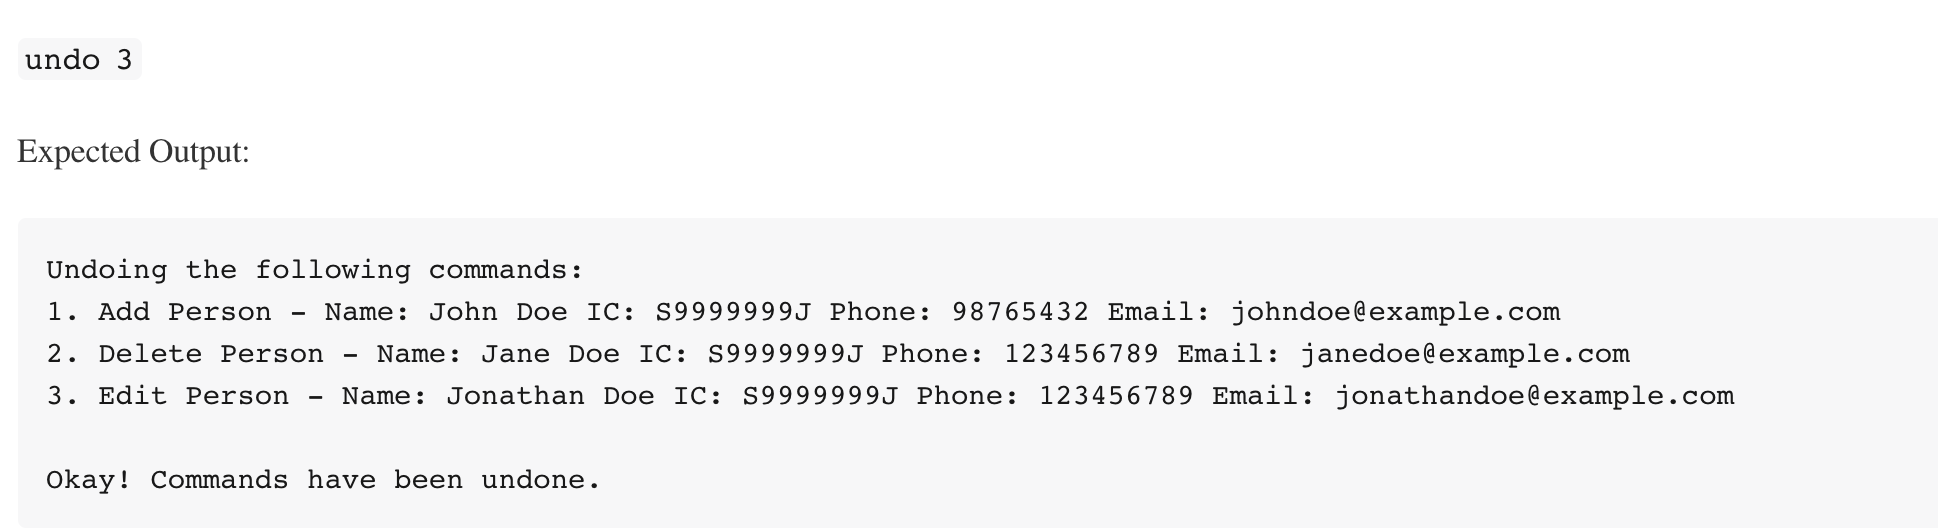 undo 3
Expected Output:
Undoing the following commands:
1. Add Person - Name: John Doe IC: S9999999J Phone: 98765432 Email: johndoe@example.com
2. Delete Person - Name: Jane Doe IC: S9999999J Phone: 123456789 Email: janedoe@example.com
3. Edit Person - Name: Jonathan Doe IC: S9999999J Phone: 123456789 Email: jonathandoe@example.com
Okay! Commands have been undone.